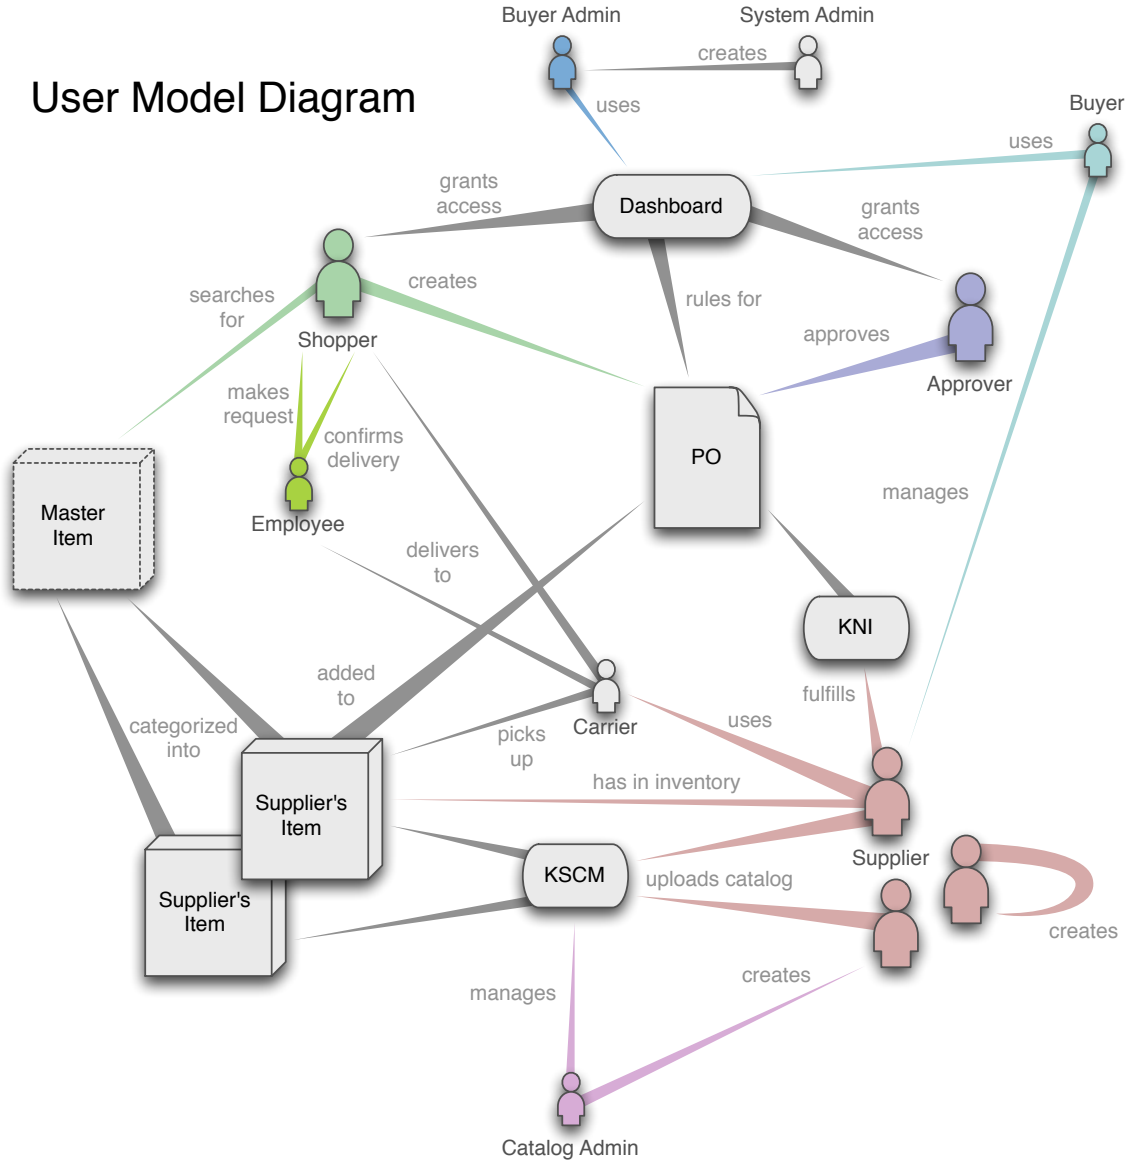 Buyer Admin
System Admin
creates
User Model Diagram
uses
Buyer
uses
grants
access
Dashboard
grants
access
creates
searches
for
rules for
approves
Shopper
Approver
makes
request
confirms
delivery
PO
manages
Master
Item
Employee
delivers
to
KNI
added
to
fulfills
categorized
into
Carrier
uses
picks
up
has in inventory
Supplier's
Item
Supplier
KSCM
uploads catalog
Supplier's
Item
creates
manages
creates
Catalog Admin